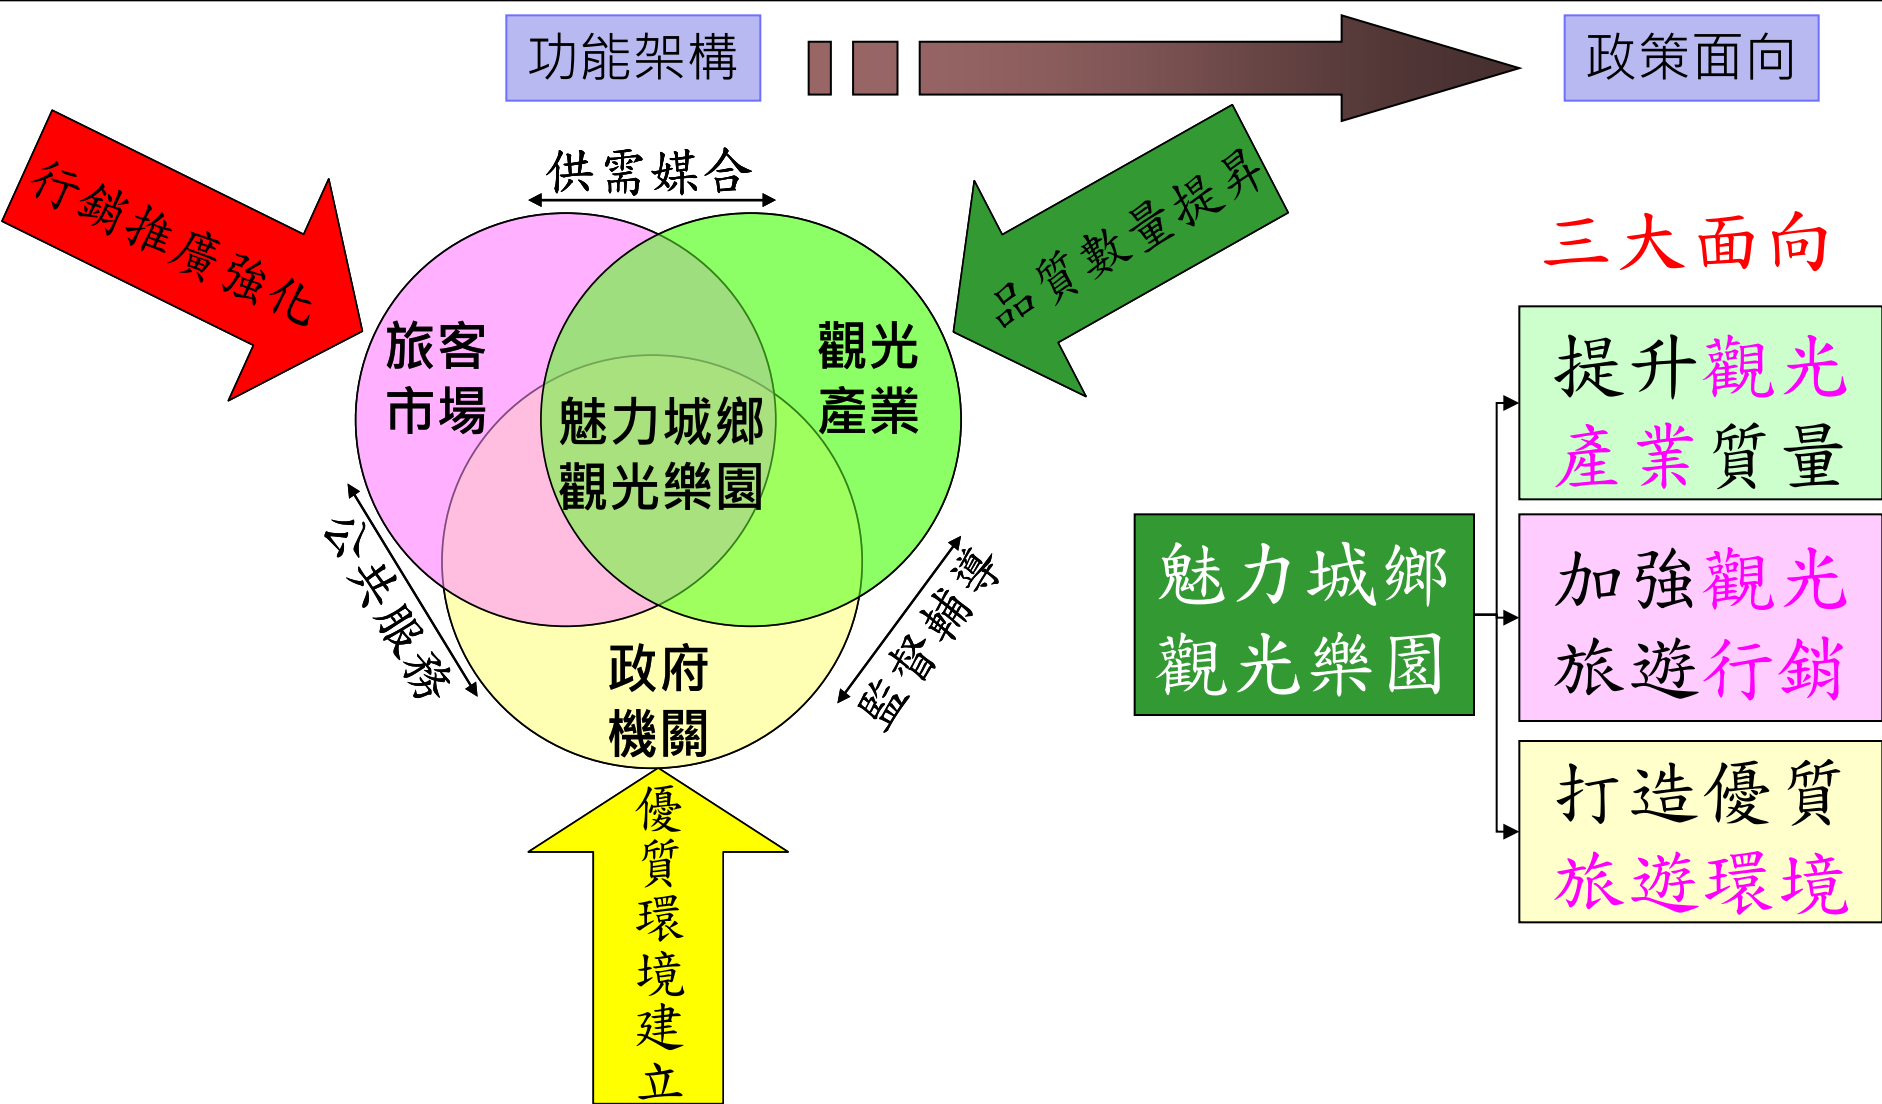 功能架構
政策面向
行銷推廣強化
供需媒合
品質數量提昇
旅客
市場
觀光
產業
魅力城鄉
觀光樂園
公共服務
監督輔導
政府
機關
優質環境建立
三大面向
魅力城鄉
觀光樂園
提升觀光
產業質量
加強觀光
旅遊行銷
打造優質
旅遊環境